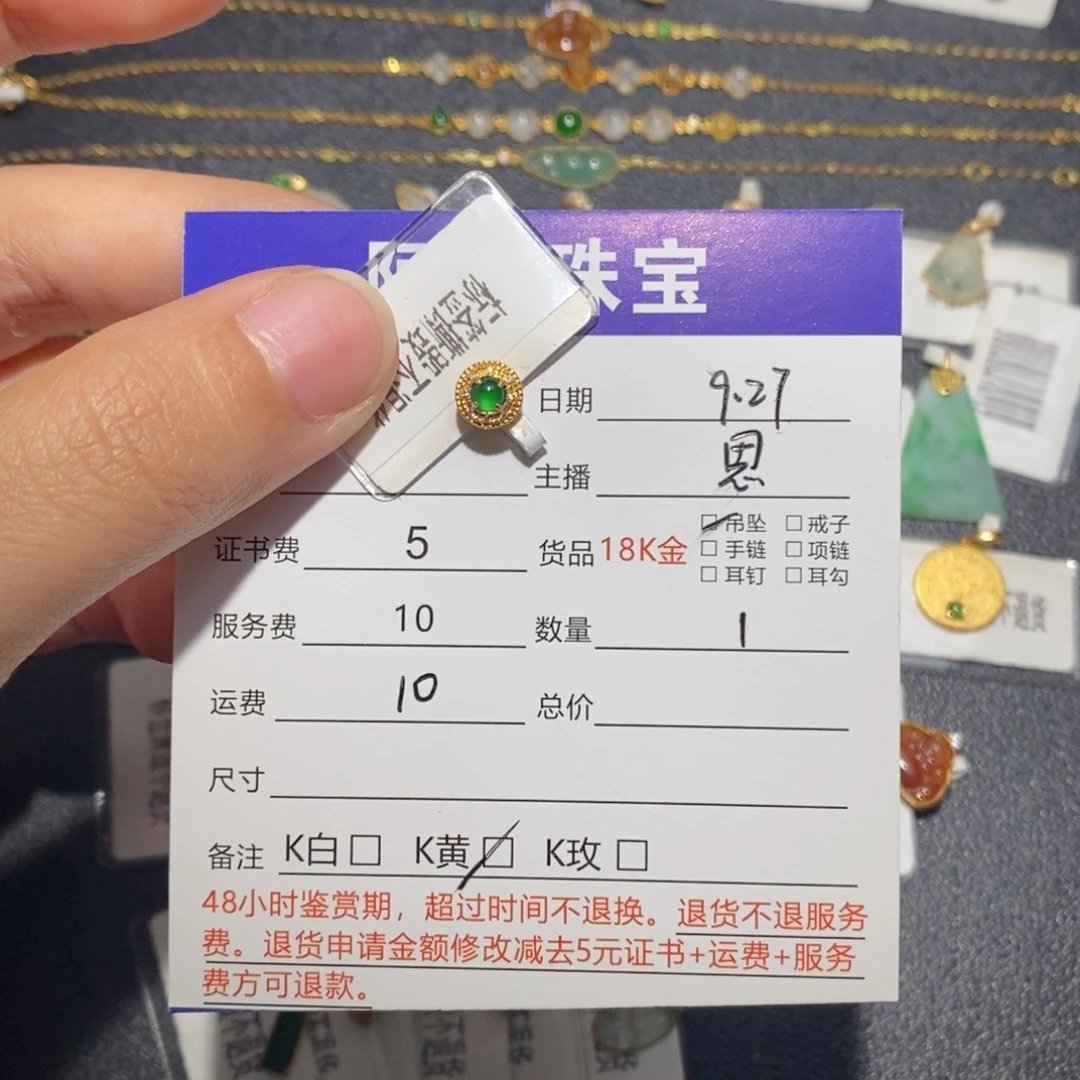 珠宝
日期 9.27
主播 思
证书费 5 货品 18K金 □吊坠 □戒子
□手链 □项链
□耳钉 □耳勾
服务费 10 数量 1
运费 10 总价
尺寸
备注 K白□ K黄□ K玫□
48小时鉴赏期，超过时间不退换。退货不退服务
费。退货申请金额修改减去5元证书+运费+服务
费方可退款。
不退货